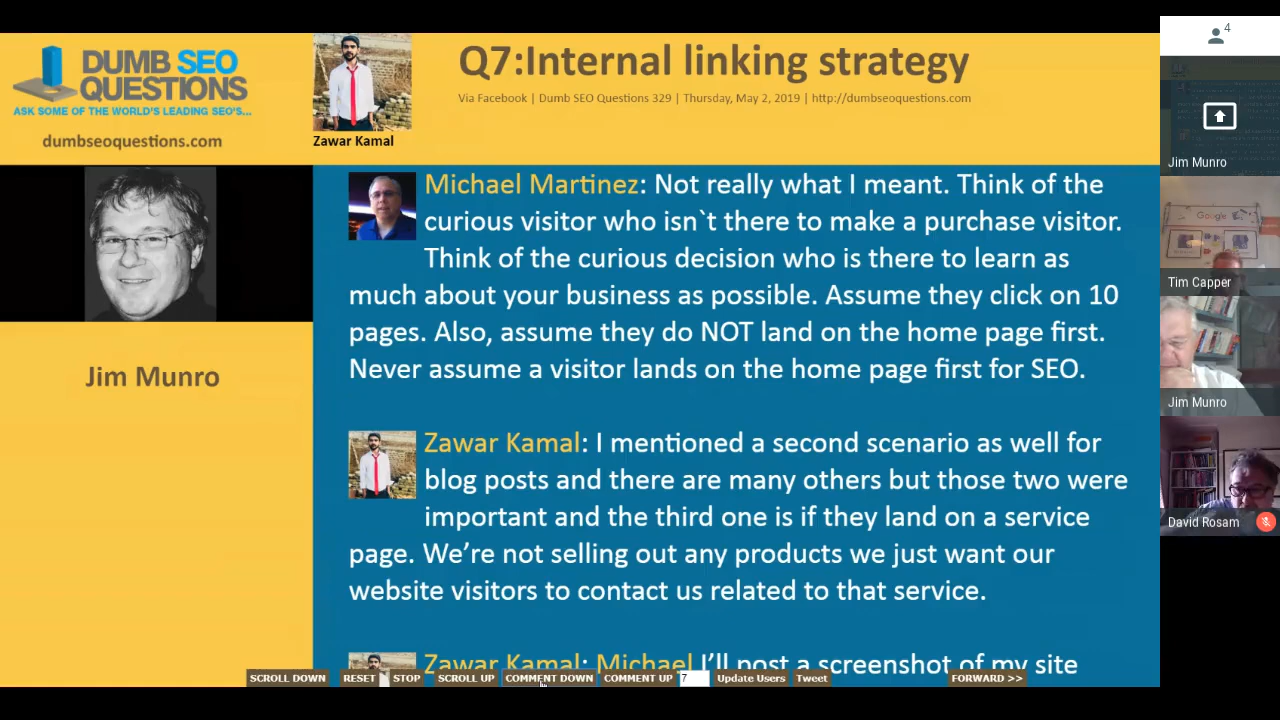 DUMB SEO
QUESTIONS
ASK SOME OF THE WORLD'S LEADING SEO'S...
dumbseoquestions.com
Zawar Kamal
Q7:Internal linking strategy
Via Facebook | Dumb SEO Questions 329 | Thursday, May 2, 2019 | http://dumbseoquestions.com
Jim Munro
Michael Martinez: Not really what I meant. Think of the
curious visitor who isn`t there to make a purchase visitor.
Think of the curious decision who is there to learn as
much about your business as possible. Assume they click on 10
pages. Also, assume they do NOT land on the home page first.
Never assume a visitor lands on the home page first for SEO.
Zawar Kamal: I mentioned a second scenario as well for
blog posts and there are many others but those two were
important and the third one is if they land on a service
page. We’re not selling out any products we just want our
website visitors to contact us related to that service.
Zawar Kamal: Michael I’ll post a screenshot of my site
SCROLL DOWN RESET STOP SCROLL UP COMMENT DOWN COMMENT UP 7 Update Users Tweet FORWARD >>
4
Jim Munro
Google
Tim Capper
Jim Munro
David Rosam